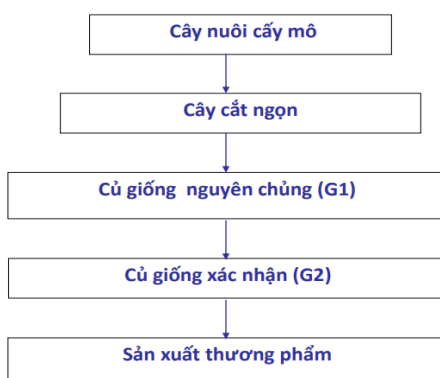 Cây nuôi cấy mô
Cây cắt ngọn
Củ giống nguyên chủng (G1)
Củ giống xác nhận (G2)
Sản xuất thương phẩm